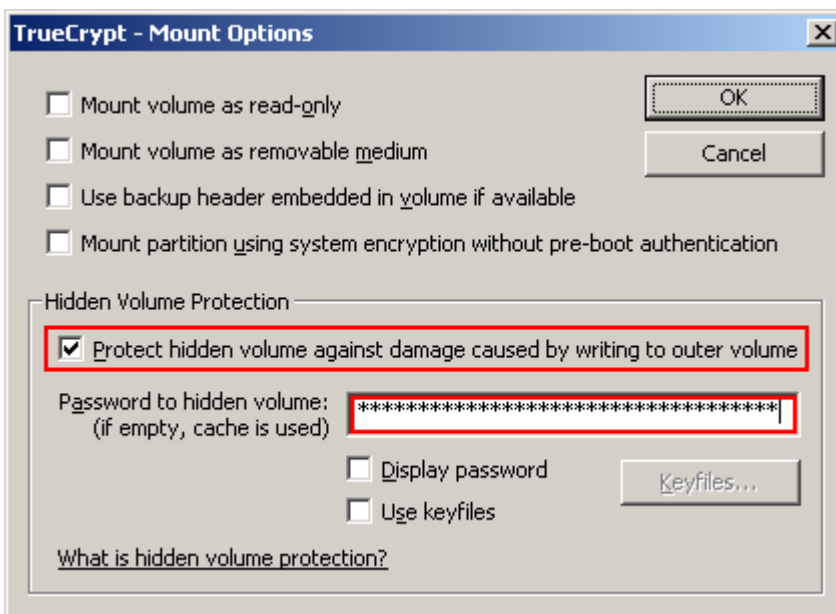 TrueCrypt - Mount Options
Mount volume as read-only
OK
Mount volume as removable medium
Cancel
Use backup header embedded in volume if available
Mount partition using system encryption without pre-boot authentication
Hidden Volume Protection
Protect hidden volume against damage caused by writing to outer volume
Password to hidden volume:
(if empty, cache is used)
***********************************
Display password
Keyfiles...
Use keyfiles
What is hidden volume protection?